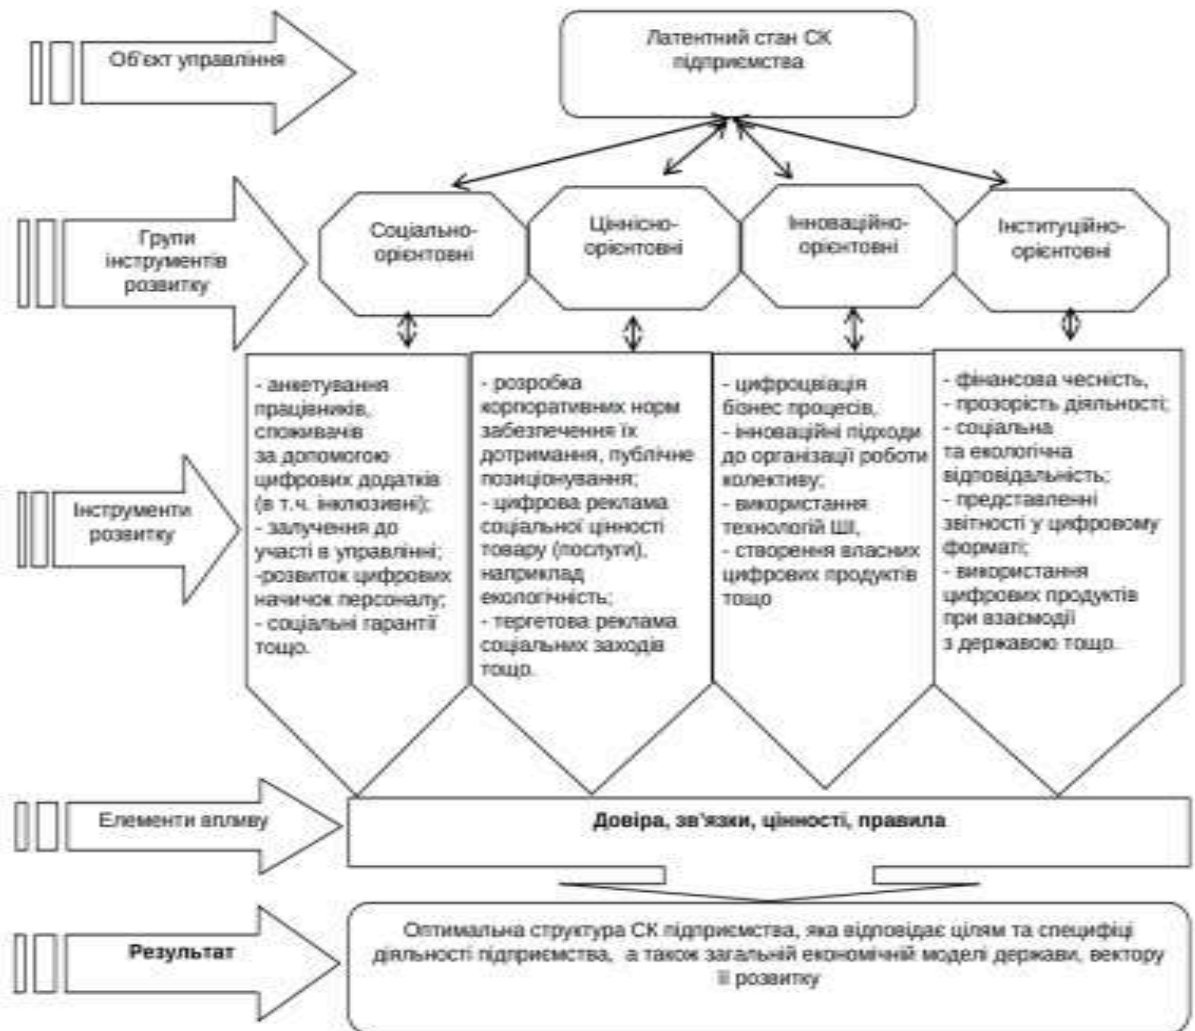 Об'єкт управління
Латентний стан СК
підприємства
Групи
інструментів
розвитку
Соціально-
орієнтовні
Ціннісно-
орієнтовні
Інноваційно-
орієнтовні
Інституційно-
орієнтовні
Інструменти
розвитку
- анкетування
працівників,
споживачів
за допомогою
цифрових додатків
(в т.ч. інклюзивні);
- залучення до
участі в управлінні;
-розвиток цифрових
начичок персоналу;
- соціальні гарантії
тощо.
- розробка
корпоративних норм
забезпечення їх
дотримання, публічне
позиціонування;
- цифрова реклама
соціальної цінності
товару (послуги),
наприклад
екологічність;
- тергетова реклама
соціальних заходів
тощо.
- цифроцвіація
бізнес процесів,
- інноваційні підходи
до організації роботи
колективу;
- використання
технологій ШІ,
- створення власних
цифрових продуктів
тощо
- фінансова чесність,
- прозорість діяльності;
- соціальна
та екологічна
відповідальність;
- представленні
звітності у цифровому
форматі;
- використання
цифрових продуктів
при взаємодії
з державою тощо.
Елементи впливу
Довіра, зв'язки, цінності, правила
Результат
Оптимальна структура СК підприємства, яка відповідає цілям та специфіці
діяльності підприємства, а також загальній економічній моделі держави, вектору
її розвитку